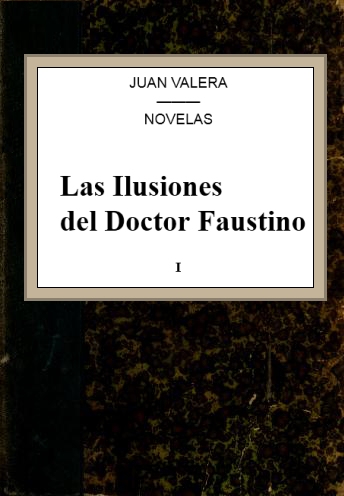 JUAN VALERA
NOVELAS
Las Ilusiones
del Doctor Faustino
I